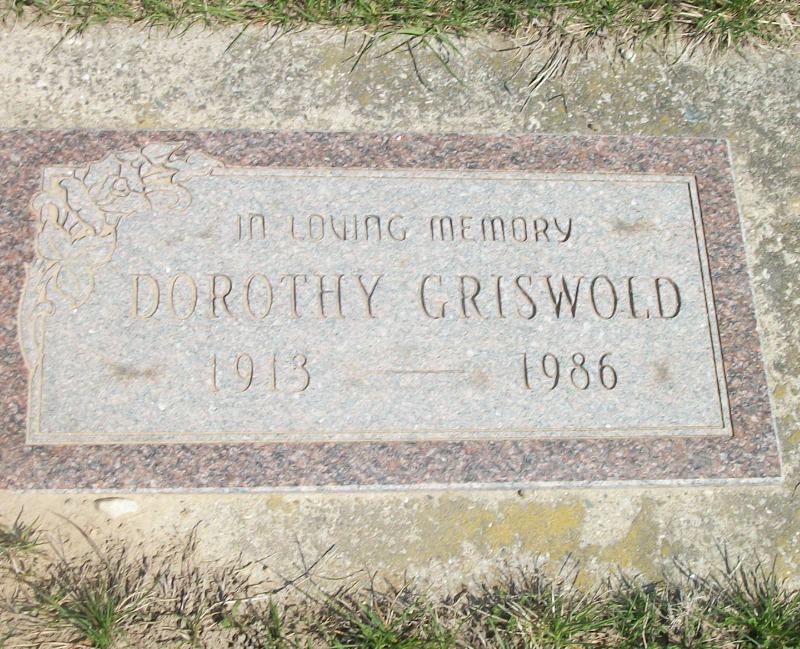 IN LOVING MEMORY
DOROTHY GRISWOLD
1913 — 1986